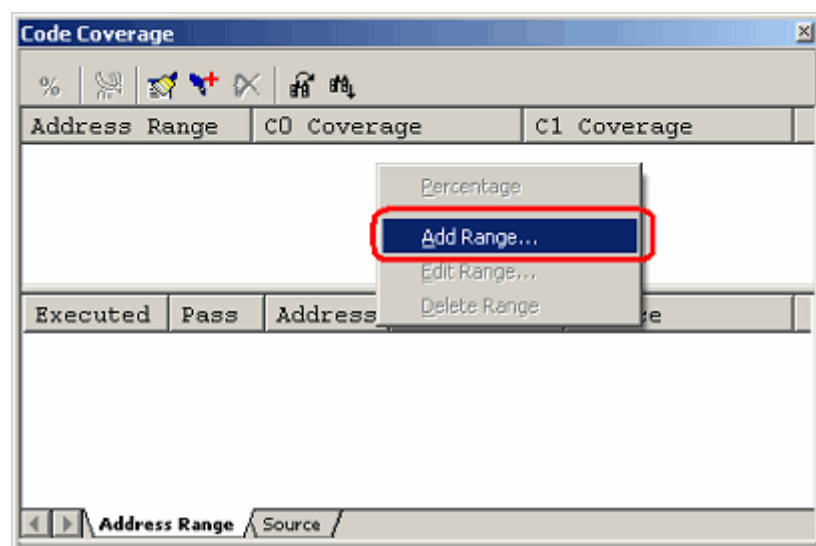 Code Coverage
%
Address Range C0 Coverage C1 Coverage
Percentage
Add Range...
Edit Range...
Delete Range
Executed Pass Address
Address Range Source